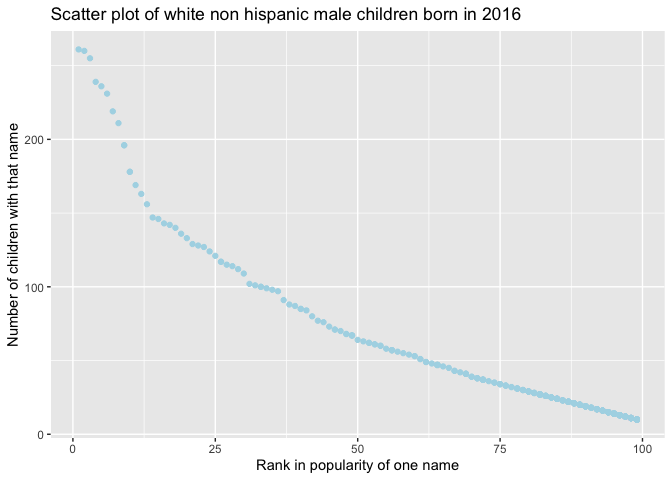 Scatter plot of white non hispanic male children born in 2016
Number of children with that name
200
100
0
0 25 50 75 100
Rank in popularity of one name